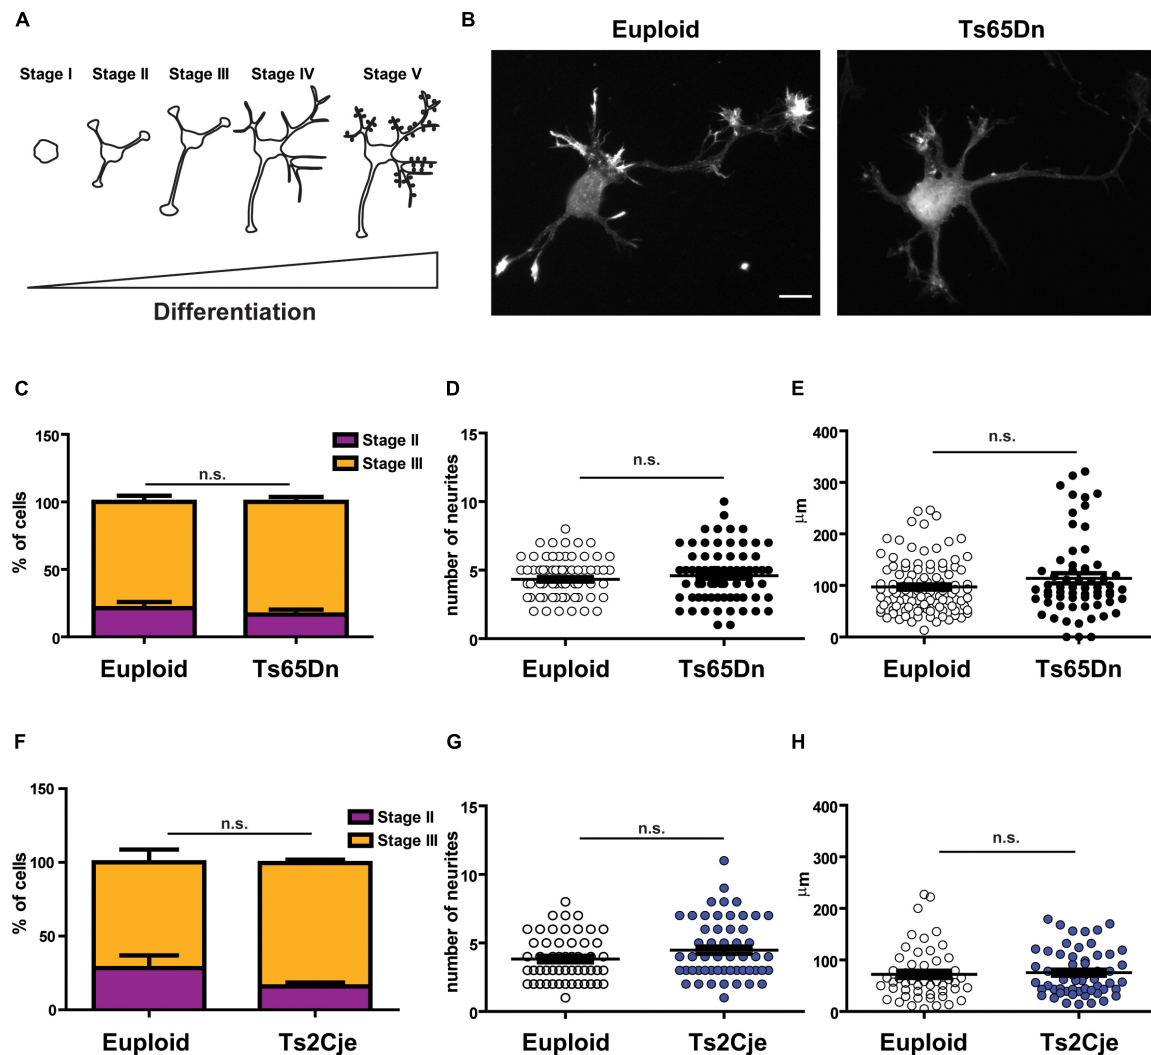 A
Stage I Stage II Stage III Stage IV Stage V
Differentiation
B
Euploid Ts65Dn
C
150
100
50
0
% of cells
n.s.
Stage II
Stage III
Euploid Ts65Dn
D
15
10
5
0
number of neurites
n.s.
Euploid Ts65Dn
E
400
300
200
100
0
μm
n.s.
Euploid Ts65Dn
F
150
100
50
0
% of cells
n.s.
Stage II
Stage III
Euploid Ts2Cje
G
15
10
5
0
number of neurites
n.s.
Euploid Ts2Cje
H
400
300
200
100
0
μm
n.s.
Euploid Ts2Cje